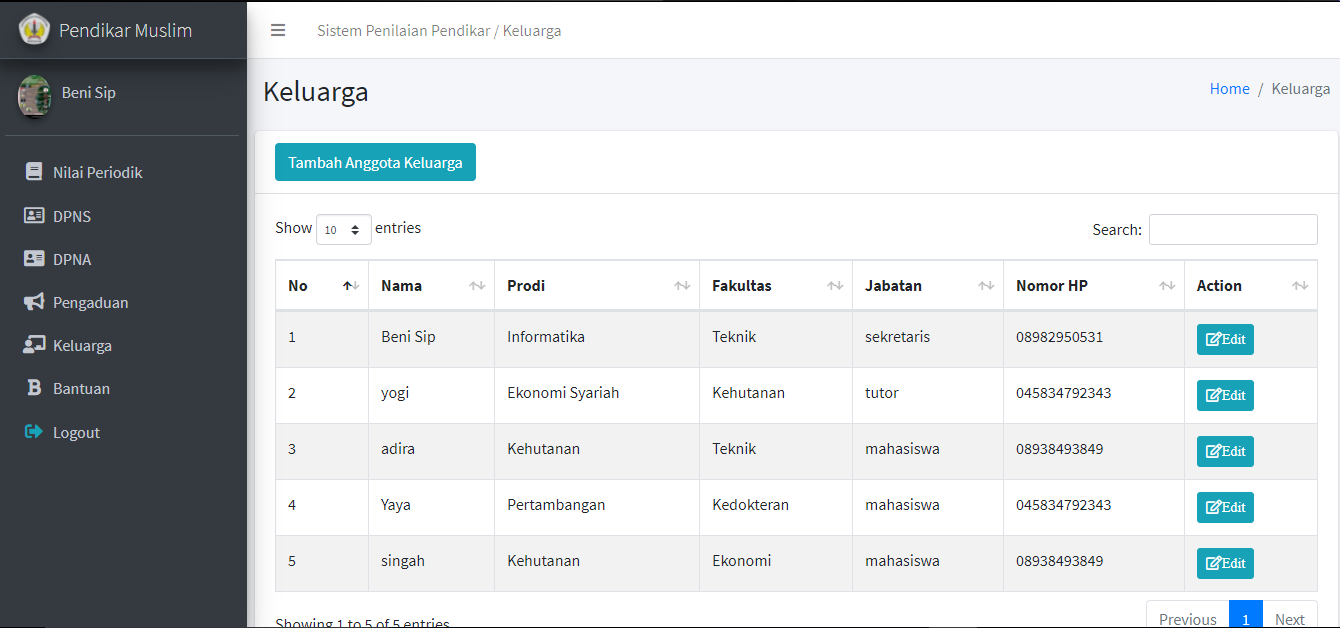 Pendikar Muslim
Sistem Penilaian Pendikar / Keluarga
Beni Sip
Nilai Periodik
DPNS
DPNA
Pengaduan
Keluarga
Bantuan
Logout
Keluarga
Home / Keluarga
Tambah Anggota Keluarga
Show 10 entries
Search:
No Nama Prodi Fakultas Jabatan Nomor HP Action
1 Beni Sip Informatika Teknik sekretaris 08982950531 Edit
2 yogi Ekonomi Syariah Kehutanan tutor 045834792343 Edit
3 adira Kehutanan Teknik mahasiswa 08938493849 Edit
4 Yaya Pertambangan Kedokteran mahasiswa 045834792343 Edit
5 singah Kehutanan Ekonomi mahasiswa 08938493849 Edit
Showing 1 to 5 of 5 entries
Previous 1 Next